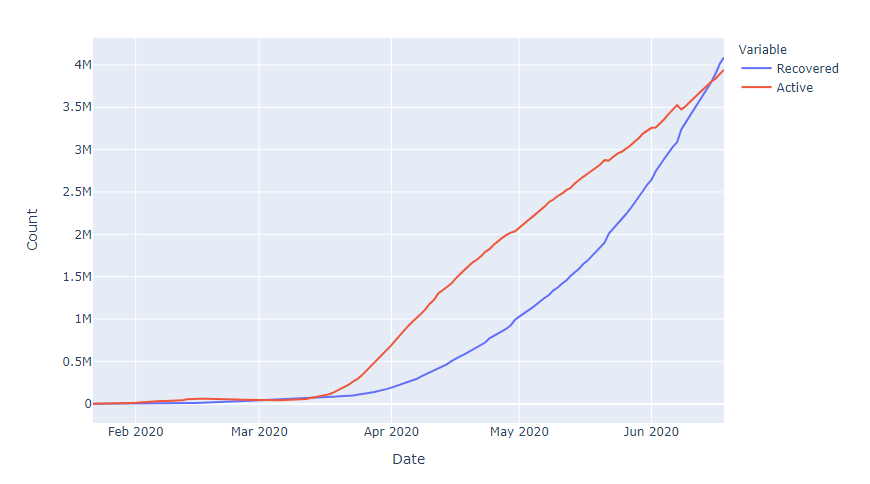 Variable
Recovered
Active
Count
4M
3.5M
3M
2.5M
2M
1.5M
1M
0.5M
0
Feb 2020
Mar 2020
Apr 2020
May 2020
Jun 2020
Date